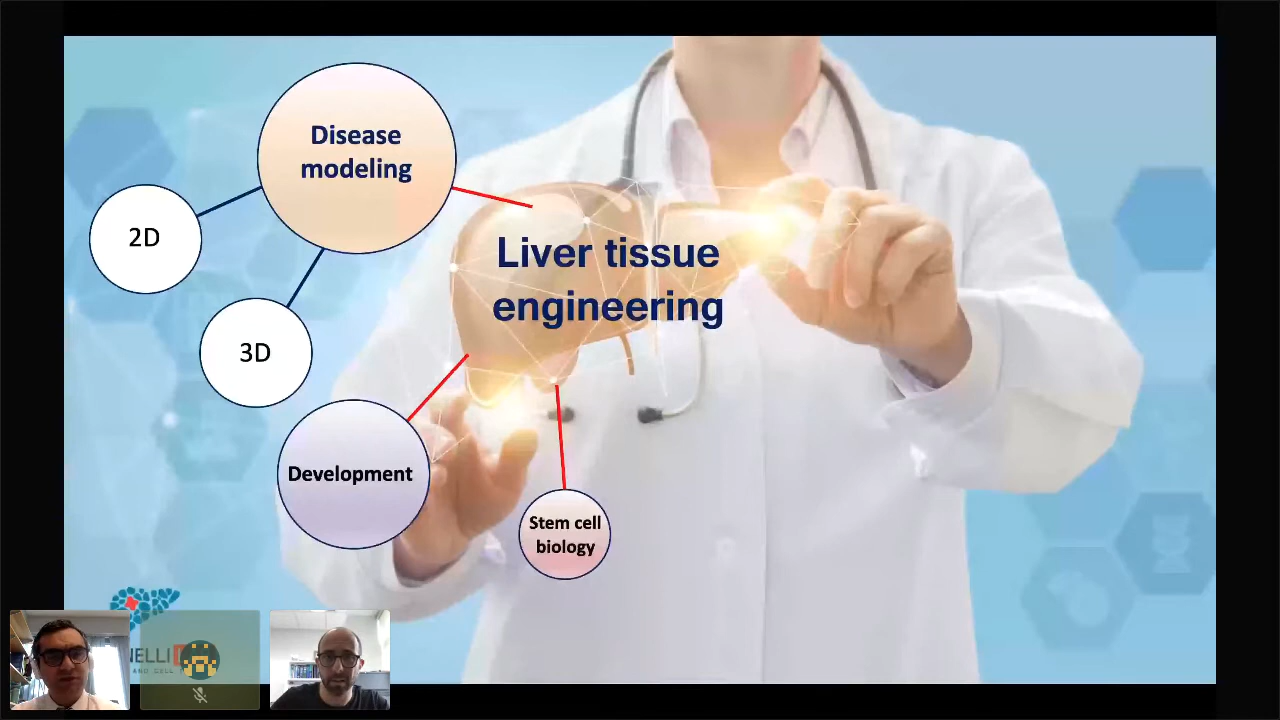 Disease
modeling
2D
Liver tissue
engineering
3D
Development
Stem cell
biology